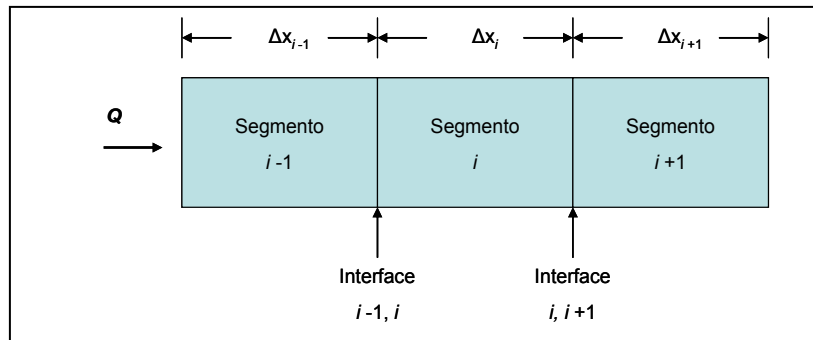 Δx i-1 Δx i Δx i+1
Q
Segmento Segmento Segmento
i -1 i i +1
Interface Interface
i -1, i i, i +1